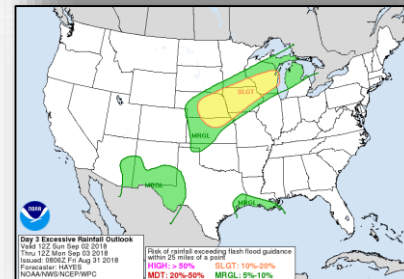 SLGT
MRGL
MRGL
MRGL
NOAA
Day 3 Excessive Rainfall Outlook
Valid 12Z Sun Sep 02 2018
Thru 12Z Mon Sep 03 2018
Issued: 0806Z Fri Aug 31 2018
Forecaster: HAYES
NOAA/NWS/NCEP/WPC
Risk of rainfall exceeding flash flood guidance
within 25 miles of a point
HIGH: > 50% SLGT: 10%-20%
MDT: 20%-50% MRGL: 5%-10%